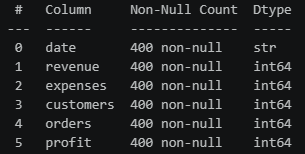 #   Column     Non-Null Count  Dtype
---  ------     --------------  -----
0   date       400 non-null    str
1   revenue    400 non-null    int64
2   expenses   400 non-null    int64
3   customers  400 non-null    int64
4   orders     400 non-null    int64
5   profit     400 non-null    int64